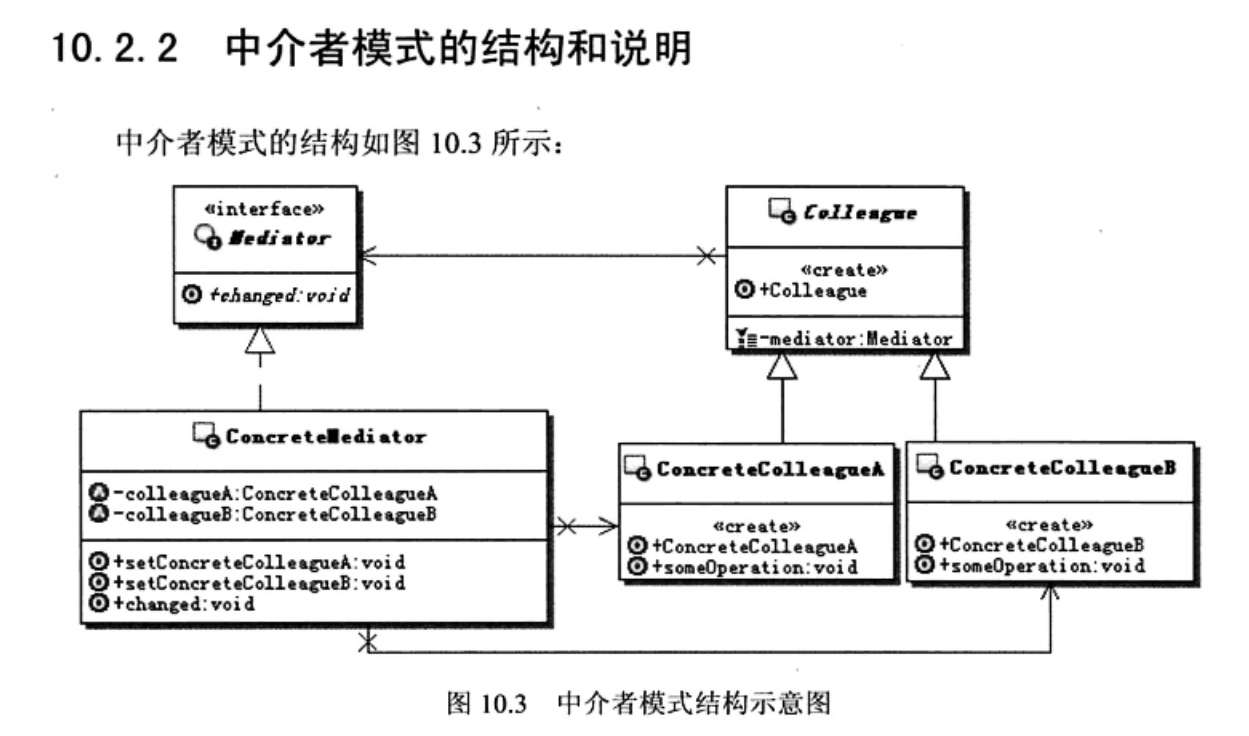 10.2.2 中介者模式的结构和说明
中介者模式的结构如图 10.3 所示：
«interface»
Mediator
+changed:void
Colleague
«create»
+Colleague
-mediator:Mediator
ConcreteMediator
-colleagueA:ConcreteColleagueA
-colleagueB:ConcreteColleagueB
+setConcreteColleagueA:void
+setConcreteColleagueB:void
+changed:void
ConcreteColleagueA
«create»
+ConcreteColleagueA
+someOperation:void
ConcreteColleagueB
«create»
+ConcreteColleagueB
+someOperation:void
图 10.3 中介者模式结构示意图